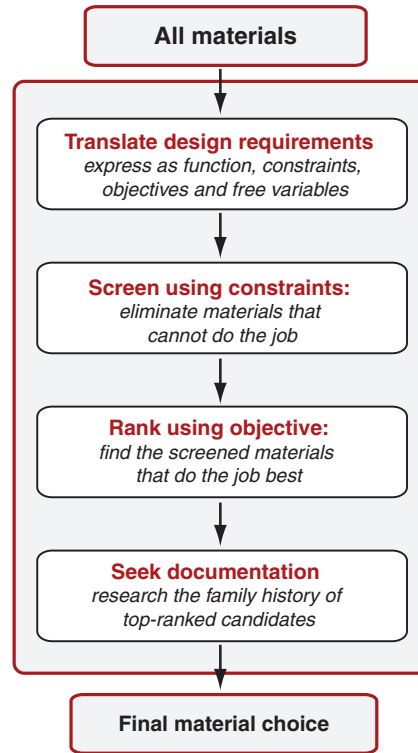 All materials
Translate design requirements
express as function, constraints,
objectives and free variables
Screen using constraints:
eliminate materials that
cannot do the job
Rank using objective:
find the screened materials
that do the job best
Seek documentation
research the family history of
top-ranked candidates
Final material choice